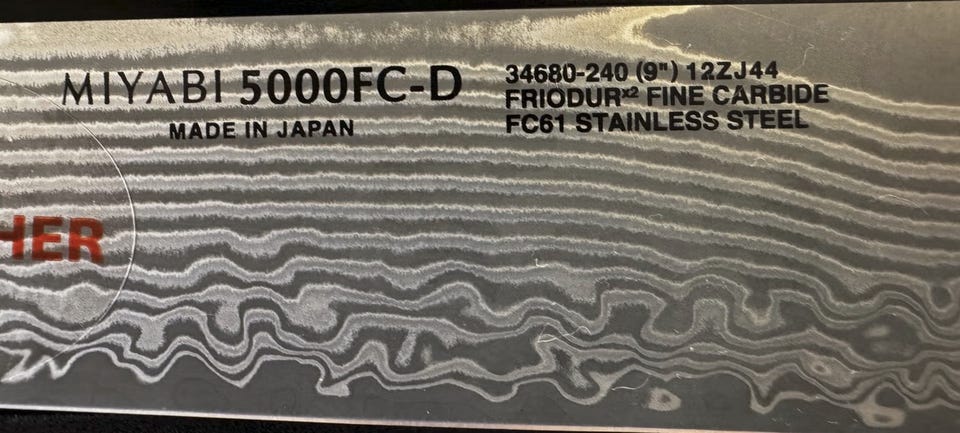 MIYABI 5000FC-D
MADE IN JAPAN
34680-240 (9") 12ZJ44
FRIODURx2 FINE CARBIDE
FC61 STAINLESS STEEL
HER